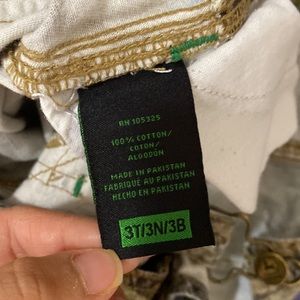 RN 105325
100% COTTON/
COTON/
ALGODÓN
MADE IN PAKISTAN
FABRIQUÉ AU PAKISTAN
HECHO EN PAKISTAN
3T/3N/3B